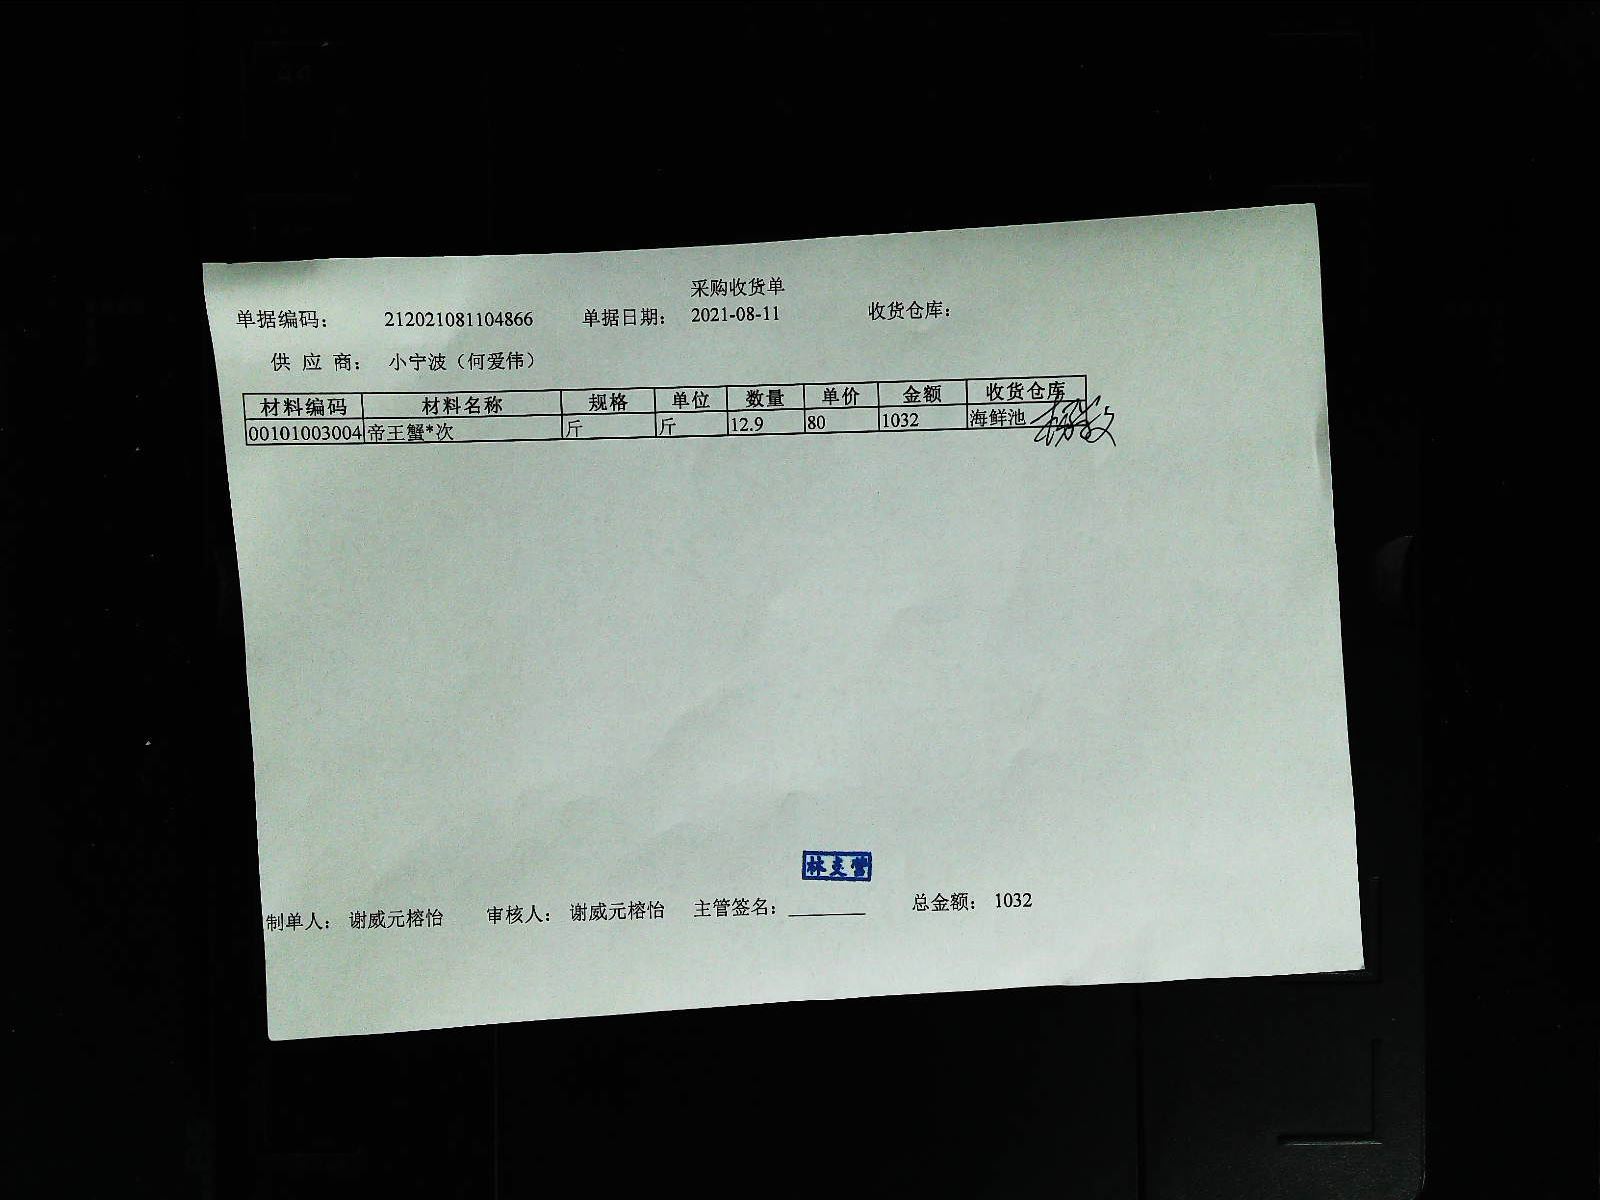 采购收货单
单据编码: 212021081104866 单据日期: 2021-08-11 收货仓库:
供 应 商: 小宁波（何爱伟）
材料编码 材料名称 规格 单位 数量 单价 金额 收货仓库
00101003004 帝王蟹*次 斤 斤 12.9 80 1032 海鲜池
制单人: 谢威元榕怡 审核人: 谢威元榕怡 主管签名: ________ 总金额: 1032